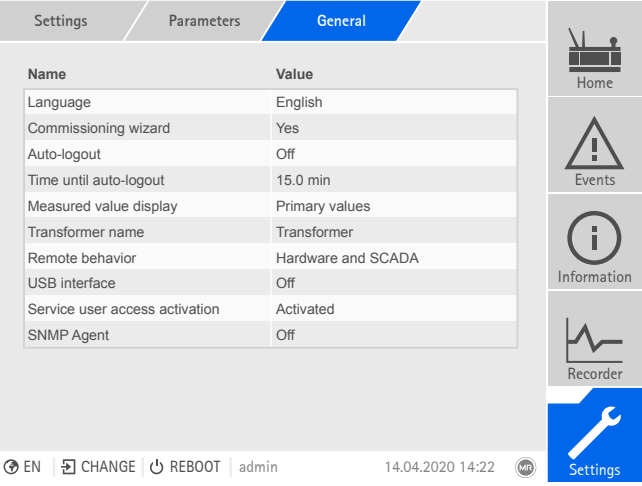 Settings Parameters General
Name Value
Language English
Commissioning wizard Yes
Auto-logout Off
Time until auto-logout 15.0 min
Measured value display Primary values
Transformer name Transformer
Remote behavior Hardware and SCADA
USB interface Off
Service user access activation Activated
SNMP Agent Off
Home
Events
Information
Recorder
Settings
EN CHANGE REBOOT admin 14.04.2020 14:22 MR